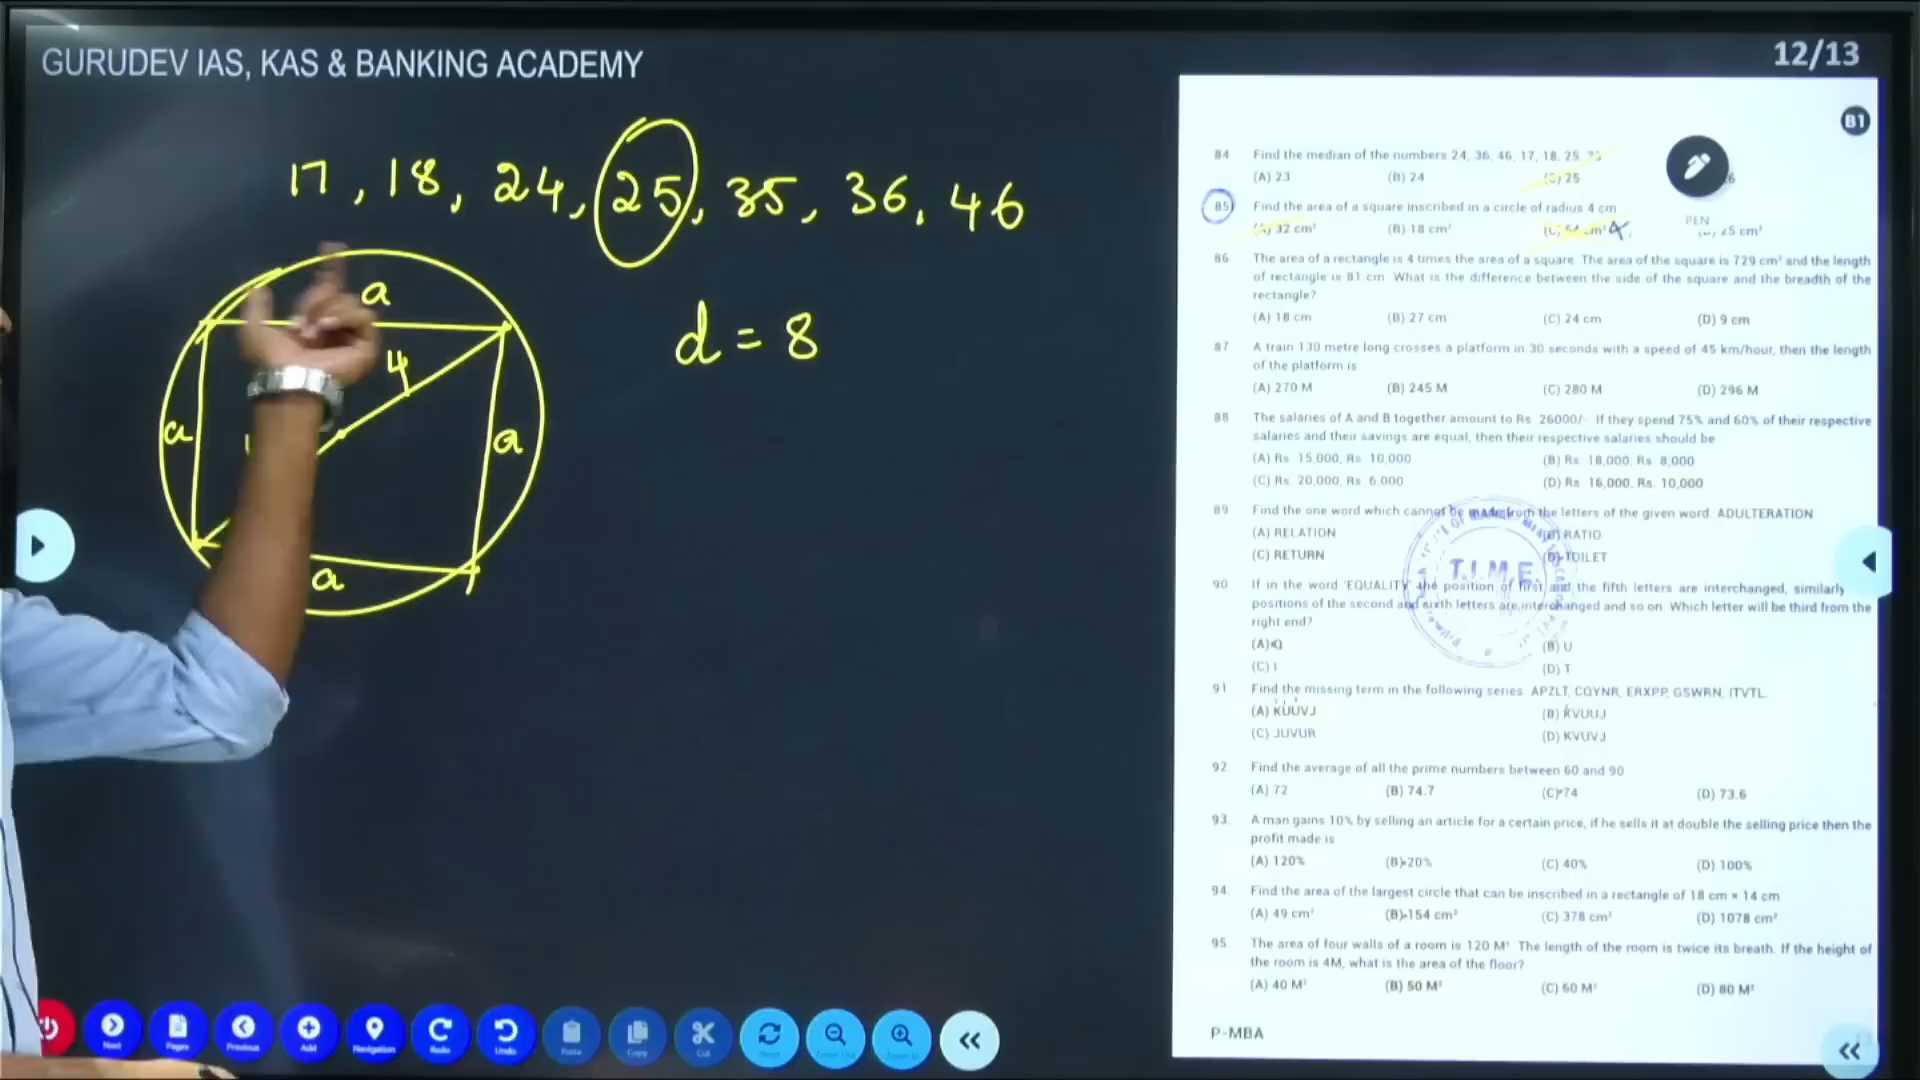 GURUDEV IAS, KAS & BANKING ACADEMY
12/13
17, 18, 24, 25, 35, 36, 46
a
4
a
a
a
d = 8
B1
84 Find the median of the numbers 24, 36, 46, 17, 18, 25,
(A) 23 (B) 24 (C) 25
PEN
85 Find the area of a square inscribed in a circle of radius 4 cm
(A) 32 cm² (B) 18 cm² (C) 64 cm² (D) 25 cm²
86 The area of a rectangle is 4 times the area of a square. The area of the square is 729 cm² and the length
of rectangle is 81 cm. What is the difference between the side of the square and the breadth of the
rectangle?
(A) 18 cm (B) 27 cm (C) 24 cm (D) 9 cm
87 A train 130 metre long crosses a platform in 30 seconds with a speed of 45 km/hour, then the length
of the platform is
(A) 270 M (B) 245 M (C) 280 M (D) 296 M
88 The salaries of A and B together amount to Rs 26000/- If they spend 75% and 60% of their respective
salaries and their savings are equal, then their respective salaries should be
(A) Rs 15,000, Rs 10,000 (B) Rs 18,000, Rs 8,000
(C) Rs 20,000, Rs 6,000 (D) Rs 16,000, Rs. 10,000
89 Find the one word which cannot be made from the letters of the given word ADULTERATION
(A) RELATION (B) RATIO
(C) RETURN (D) TOILET
T.I.M.E.
90 If in the word 'EQUALITY' the position of first and the fifth letters are interchanged, similarly
positions of the second and sixth letters are interchanged and so on. Which letter will be third from the
right end?
(A) Q (B) U
(C) I (D) T
91 Find the missing term in the following series APZLT, CQYNR, ERXPP, GSWRN, ITVTL.
(A) KUUVJ (B) KVUUJ
(C) JUVUR (D) KVUVJ
92. Find the average of all the prime numbers between 60 and 90
(A) 72 (B) 74.7 (C) 74 (D) 73.6
93. A man gains 10% by selling an article for a certain price, if he sells it at double the selling price then the
profit made is
(A) 120% (B) 20% (C) 40% (D) 100%
94. Find the area of the largest circle that can be inscribed in a rectangle of 18 cm × 14 cm
(A) 49 cm² (B) 154 cm² (C) 378 cm² (D) 1078 cm²
95. The area of four walls of a room is 120 M² The length of the room is twice its breath. If the height of
the room is 4M, what is the area of the floor?
(A) 40 M² (B) 50 M² (C) 60 M² (D) 80 M²
P-MBA
Next Pages Previous Add Navigation Redo Undo Paste Copy Cut